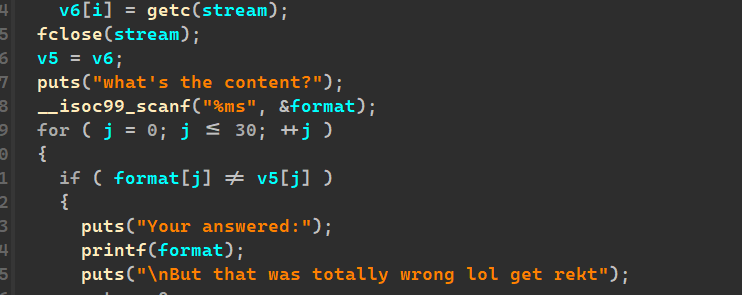 4 v6[i] = getc(stream);
5 fclose(stream);
6 v5 = v6;
7 puts("what's the content?");
8 __isoc99_scanf("%ms", &format);
9 for ( j = 0; j ≤ 30; ++j )
0 {
1 if ( format[j] ≠ v5[j] )
2 {
3 puts("Your answered:");
4 printf(format);
5 puts("\nBut that was totally wrong lol get rekt");